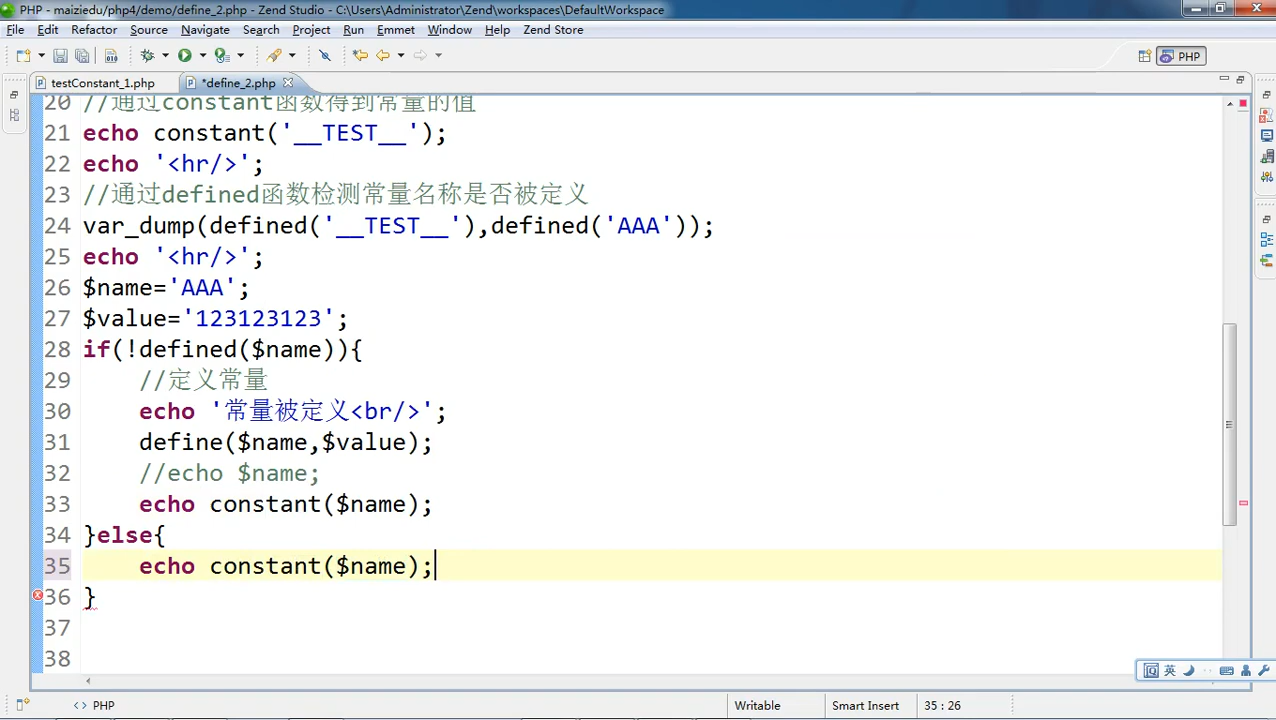 PHP - maiziedu/php4/demo/define_2.php - Zend Studio - C:\Users\Administrator\Zend\workspaces\DefaultWorkspace
File Edit Refactor Source Navigate Search Project Run Emmet Window Help Zend Store
PHP
testConstant_1.php *define_2.php
20 //通过constant函数得到常量的值
21 echo constant('__TEST__');
22 echo '<hr/>';
23 //通过defined函数检测常量名称是否被定义
24 var_dump(defined('__TEST__'),defined('AAA'));
25 echo '<hr/>';
26 $name='AAA';
27 $value='123123123';
28 if(!defined($name)){
29 //定义常量
30 echo '常量被定义<br/>';
31 define($name,$value);
32 //echo $name;
33 echo constant($name);
34 }else{
35 echo constant($name);
36 }
37
38
英
<> PHP Writable Smart Insert 35 : 26